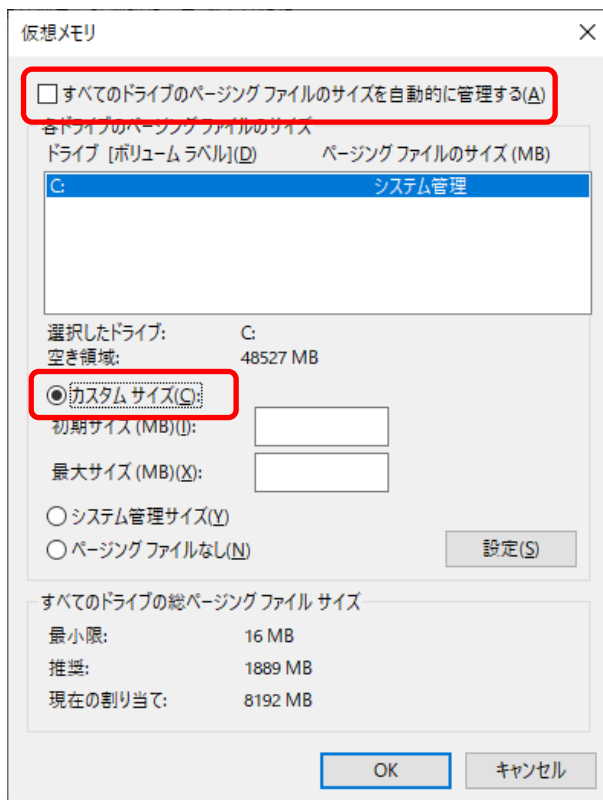 仮想メモリ
すべてのドライブのページング ファイルのサイズを自動的に管理する(A)
各ドライブのページング ファイルのサイズ
ドライブ [ボリューム ラベル](D) ページング ファイルのサイズ (MB)
C: システム管理
選択したドライブ: C:
空き領域: 48527 MB
カスタム サイズ(C):
初期サイズ (MB)(I):
最大サイズ (MB)(X):
システム管理サイズ(Y)
ページング ファイルなし(N)
設定(S)
すべてのドライブの総ページング ファイル サイズ
最小限: 16 MB
推奨: 1889 MB
現在の割り当て: 8192 MB
OK キャンセル